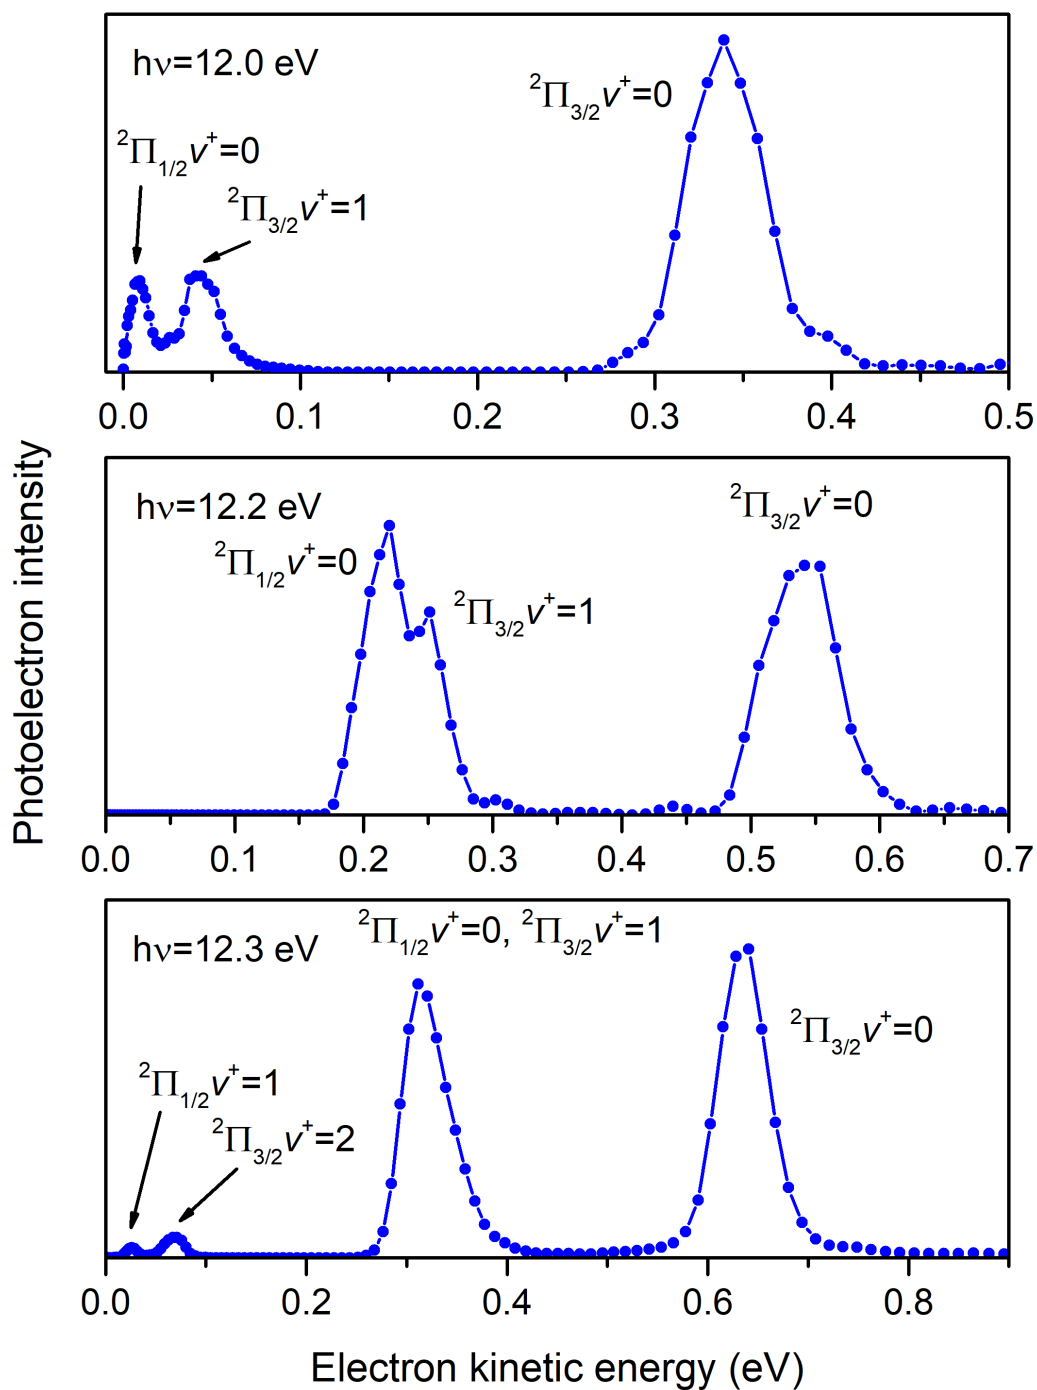 hν=12.0 eV
²Π₃/₂v⁺=0
²Π₁/₂v⁺=0
²Π₃/₂v⁺=1
0.0 0.1 0.2 0.3 0.4 0.5
Photoelectron intensity
hν=12.2 eV
²Π₃/₂v⁺=0
²Π₁/₂v⁺=0
²Π₃/₂v⁺=1
0.0 0.1 0.2 0.3 0.4 0.5 0.6 0.7
²Π₁/₂v⁺=0, ²Π₃/₂v⁺=1
hν=12.3 eV
²Π₃/₂v⁺=0
²Π₁/₂v⁺=1
²Π₃/₂v⁺=2
0.0 0.2 0.4 0.6 0.8
Electron kinetic energy (eV)